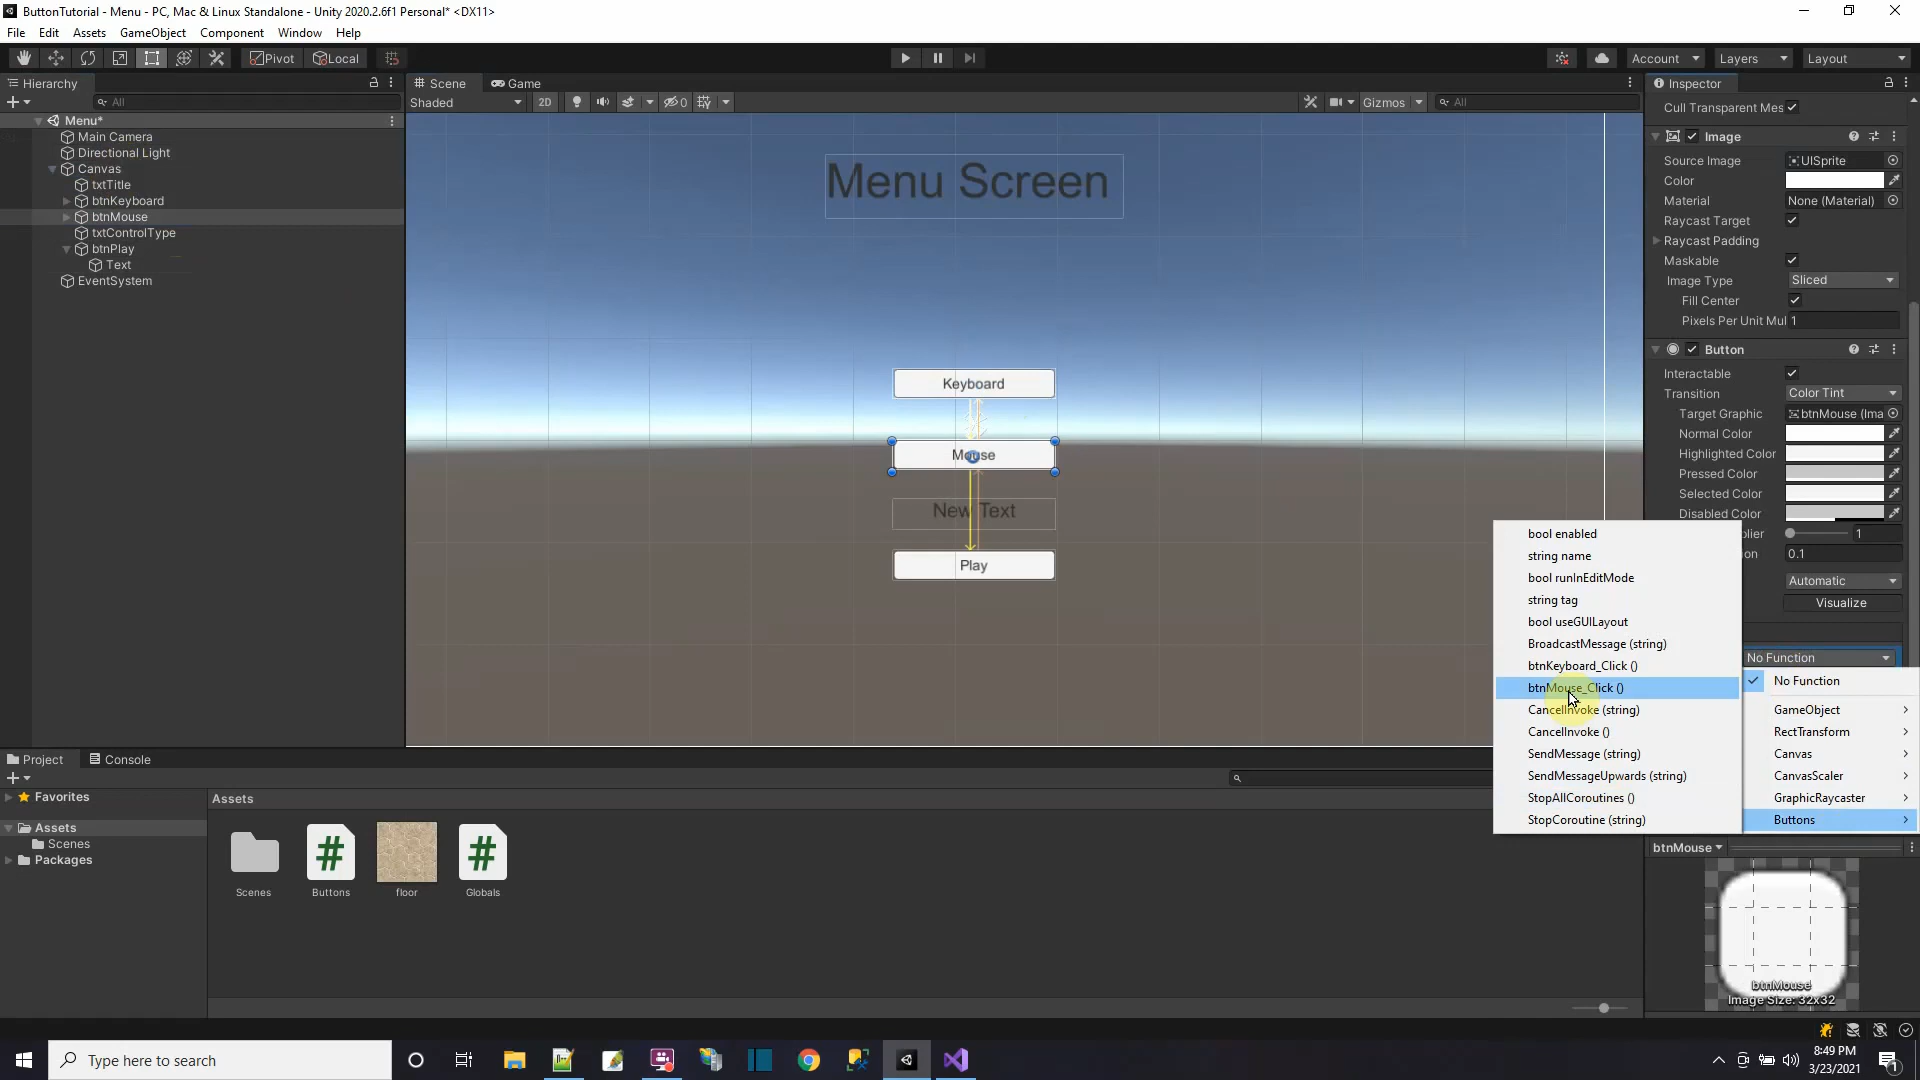 ButtonTutorial - Menu - PC, Mac & Linux Standalone - Unity 2020.2.6f1 Personal* <DX11>
File Edit Assets GameObject Component Window Help
Pivot Local Account Layers Layout
Hierarchy
All
Menu*
Main Camera
Directional Light
Canvas
txtTitle
btnKeyboard
btnMouse
txtControlType
btnPlay
Text
EventSystem
Scene Game
Shaded 2D 0 Gizmos All
Menu Screen
Keyboard
Mouse
New Text
Play
Inspector
Cull Transparent Mes
Image
Source Image UISprite
Color
Material None (Material)
Raycast Target
Raycast Padding
Maskable
Image Type Sliced
Fill Center
Pixels Per Unit Mul 1
Button
Interactable
Transition Color Tint
Target Graphic btnMouse (Ima
Normal Color
Highlighted Color
Pressed Color
Selected Color
Disabled Color
plier 1
on 0.1
Automatic
Visualize
No Function
bool enabled
string name
bool runInEditMode
string tag
bool useGUILayout
BroadcastMessage (string)
btnKeyboard_Click ()
btnMouse_Click ()
CancelInvoke (string)
CancelInvoke ()
SendMessage (string)
SendMessageUpwards (string)
StopAllCoroutines ()
StopCoroutine (string)
No Function
GameObject
RectTransform
Canvas
CanvasScaler
GraphicRaycaster
Buttons
Project Console
Favorites
Assets
Scenes
Packages
Assets
Scenes Buttons floor Globals
btnMouse
btnMouse
Image Size: 32x32
Type here to search
8:49 PM
3/23/2021
1